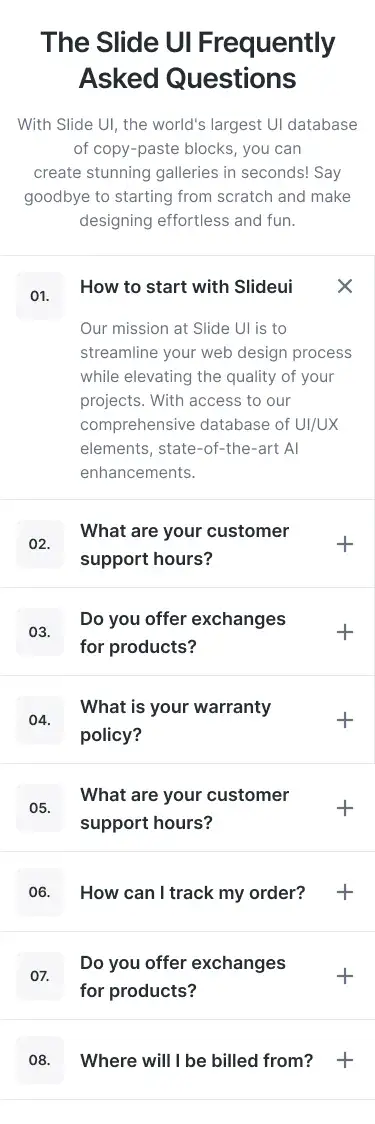 The Slide UI Frequently
Asked Questions
With Slide UI, the world's largest UI database
of copy-paste blocks, you can
create stunning galleries in seconds! Say
goodbye to starting from scratch and make
designing effortless and fun.
01.
How to start with Slideui
Our mission at Slide UI is to
streamline your web design process
while elevating the quality of your
projects. With access to our
comprehensive database of UI/UX
elements, state-of-the-art AI
enhancements.
02.
What are your customer
support hours?
03.
Do you offer exchanges
for products?
04.
What is your warranty
policy?
05.
What are your customer
support hours?
06.
How can I track my order?
07.
Do you offer exchanges
for products?
08.
Where will I be billed from?